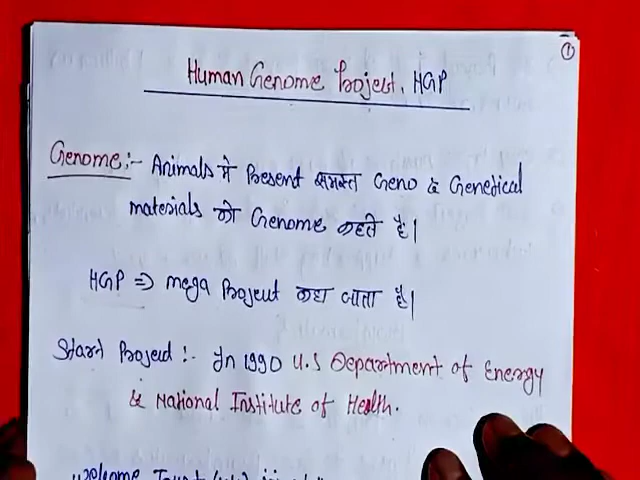 1
Human Genome Project. HGP
Genome:- Animals में Present समस्त Geno & Genetical
materials को Genome कहते है।
HGP => Mega Project कहा जाता है।
Start Project:- In 1990 U.S Department of Energy
& National Institute of Health.